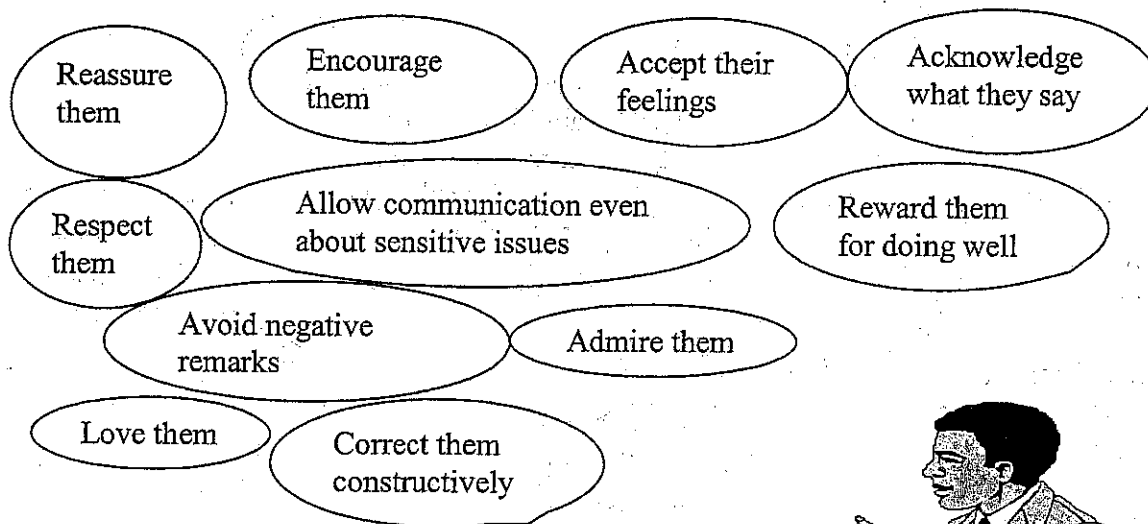 Reassure
them
Encourage
them
Accept their
feelings
Acknowledge
what they say
Respect
them
Allow communication even
about sensitive issues
Reward them
for doing well
Avoid negative
remarks
Admire them
Love them
Correct them
constructively